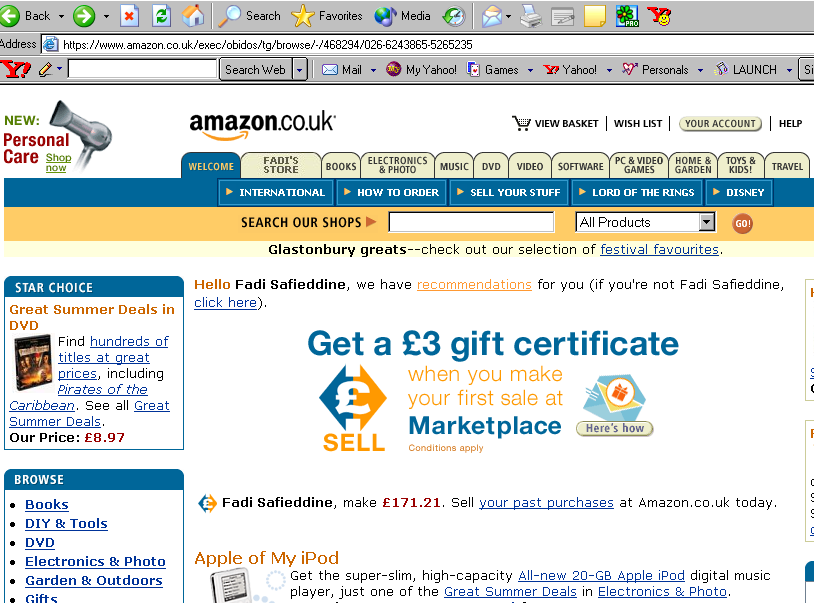 Back Search Favorites Media
Address https://www.amazon.co.uk/exec/obidos/tg/browse/-/468294/026-6243865-5265235
Y! Search Web Mail My Yahoo! Games Yahoo! Personals LAUNCH
NEW:
Personal
Care Shop
now
amazon.co.uk
VIEW BASKET | WISH LIST | YOUR ACCOUNT | HELP
WELCOME FADI'S STORE BOOKS ELECTRONICS & PHOTO MUSIC DVD VIDEO SOFTWARE PC & VIDEO GAMES HOME & GARDEN TOYS & KIDS! TRAVEL
INTERNATIONAL HOW TO ORDER SELL YOUR STUFF LORD OF THE RINGS DISNEY
SEARCH OUR SHOPS All Products GO!
Glastonbury greats--check out our selection of festival favourites.
STAR CHOICE
Great Summer Deals in
DVD
Find hundreds of
titles at great
prices, including
Pirates of the
Caribbean. See all Great
Summer Deals.
Our Price: £8.97
BROWSE
Books
DIY & Tools
DVD
Electronics & Photo
Garden & Outdoors
Gifts
Hello Fadi Safieddine, we have recommendations for you (if you're not Fadi Safieddine,
click here).
Get a £3 gift certificate
when you make
your first sale at
Marketplace
Conditions apply
£
SELL
Here's how
Fadi Safieddine, make £171.21. Sell your past purchases at Amazon.co.uk today.
Apple of My iPod
Get the super-slim, high-capacity All-new 20-GB Apple iPod digital music
player, just one of the Great Summer Deals in Electronics & Photo.